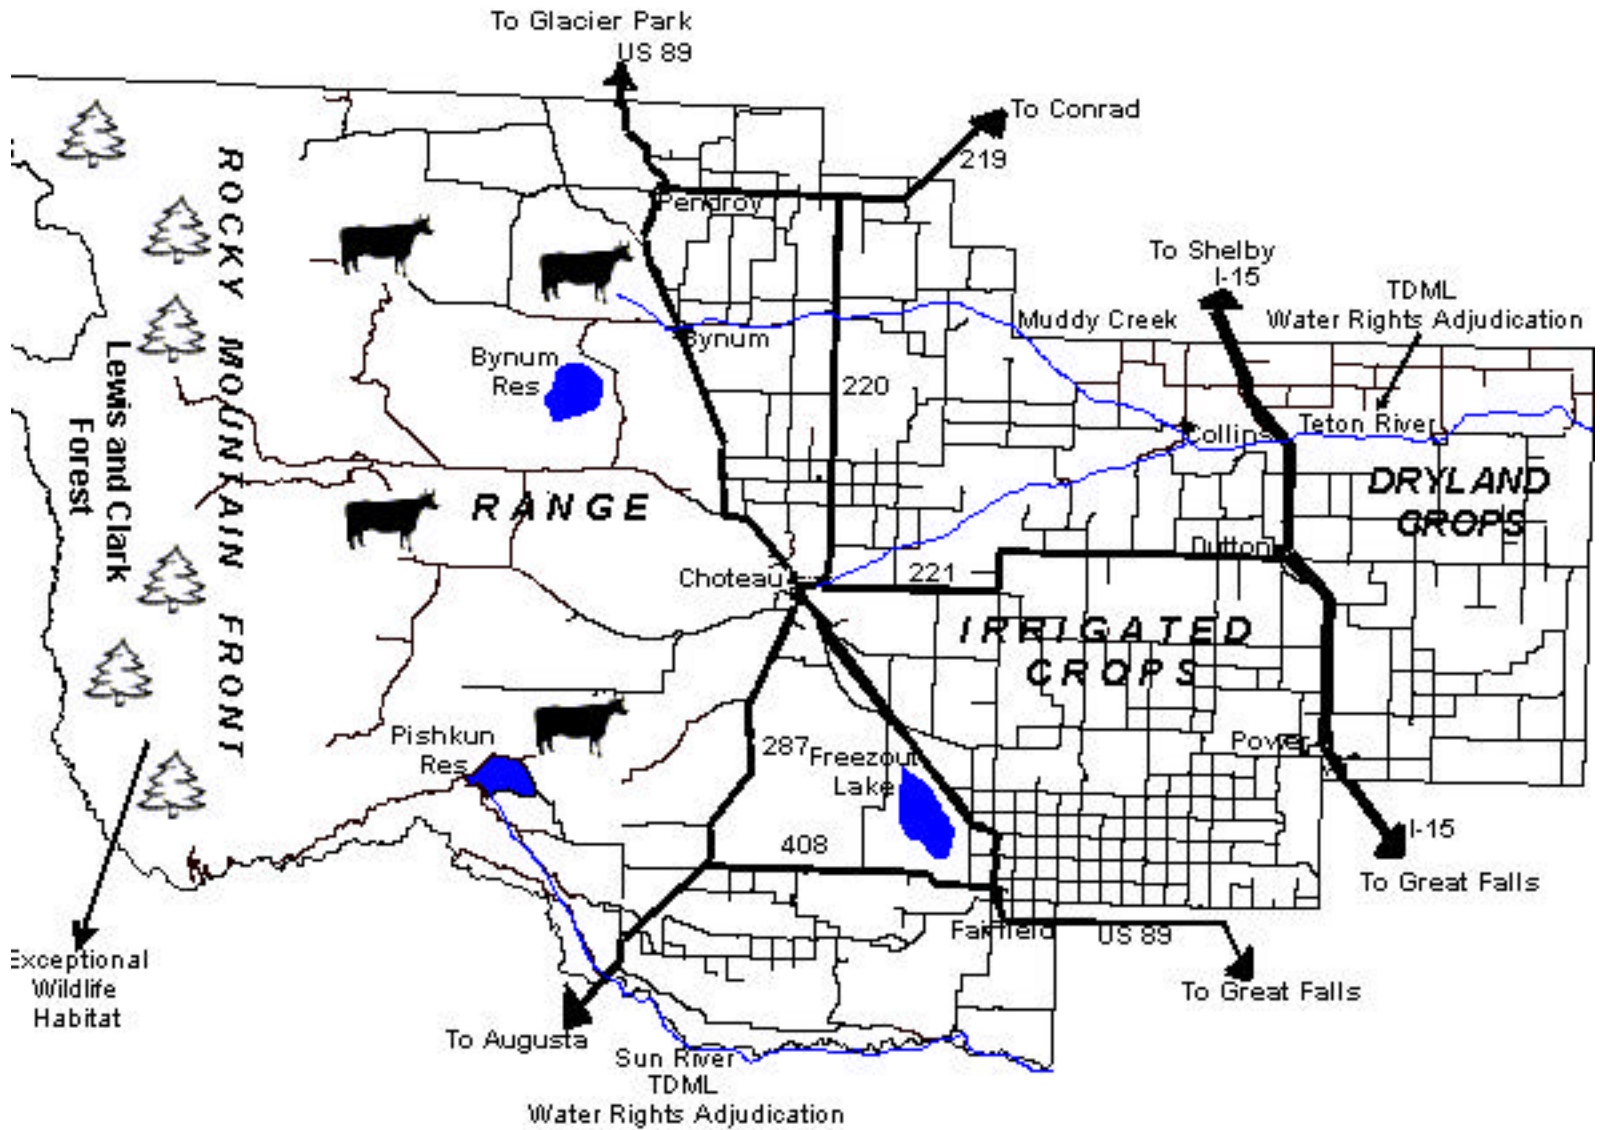 To Glacier Park
US 89
To Conrad
219
Pendroy
ROCKY MOUNTAIN FRONT
To Shelby
I-15
TDML
Water Rights Adjudication
Muddy Creek
Bynum
Bynum
Res
220
Lewis and Clark
Forest
Collins
Teton River
RANGE
DRYLAND
CROPS
Dutton
Choteau
221
IRRIGATED
CROPS
Pishkun
Res
287
Freezout
Lake
Power
408
I-15
To Great Falls
Fairfield
US 89
To Great Falls
Exceptional
Wildlife
Habitat
To Augusta
Sun River
TDML
Water Rights Adjudication